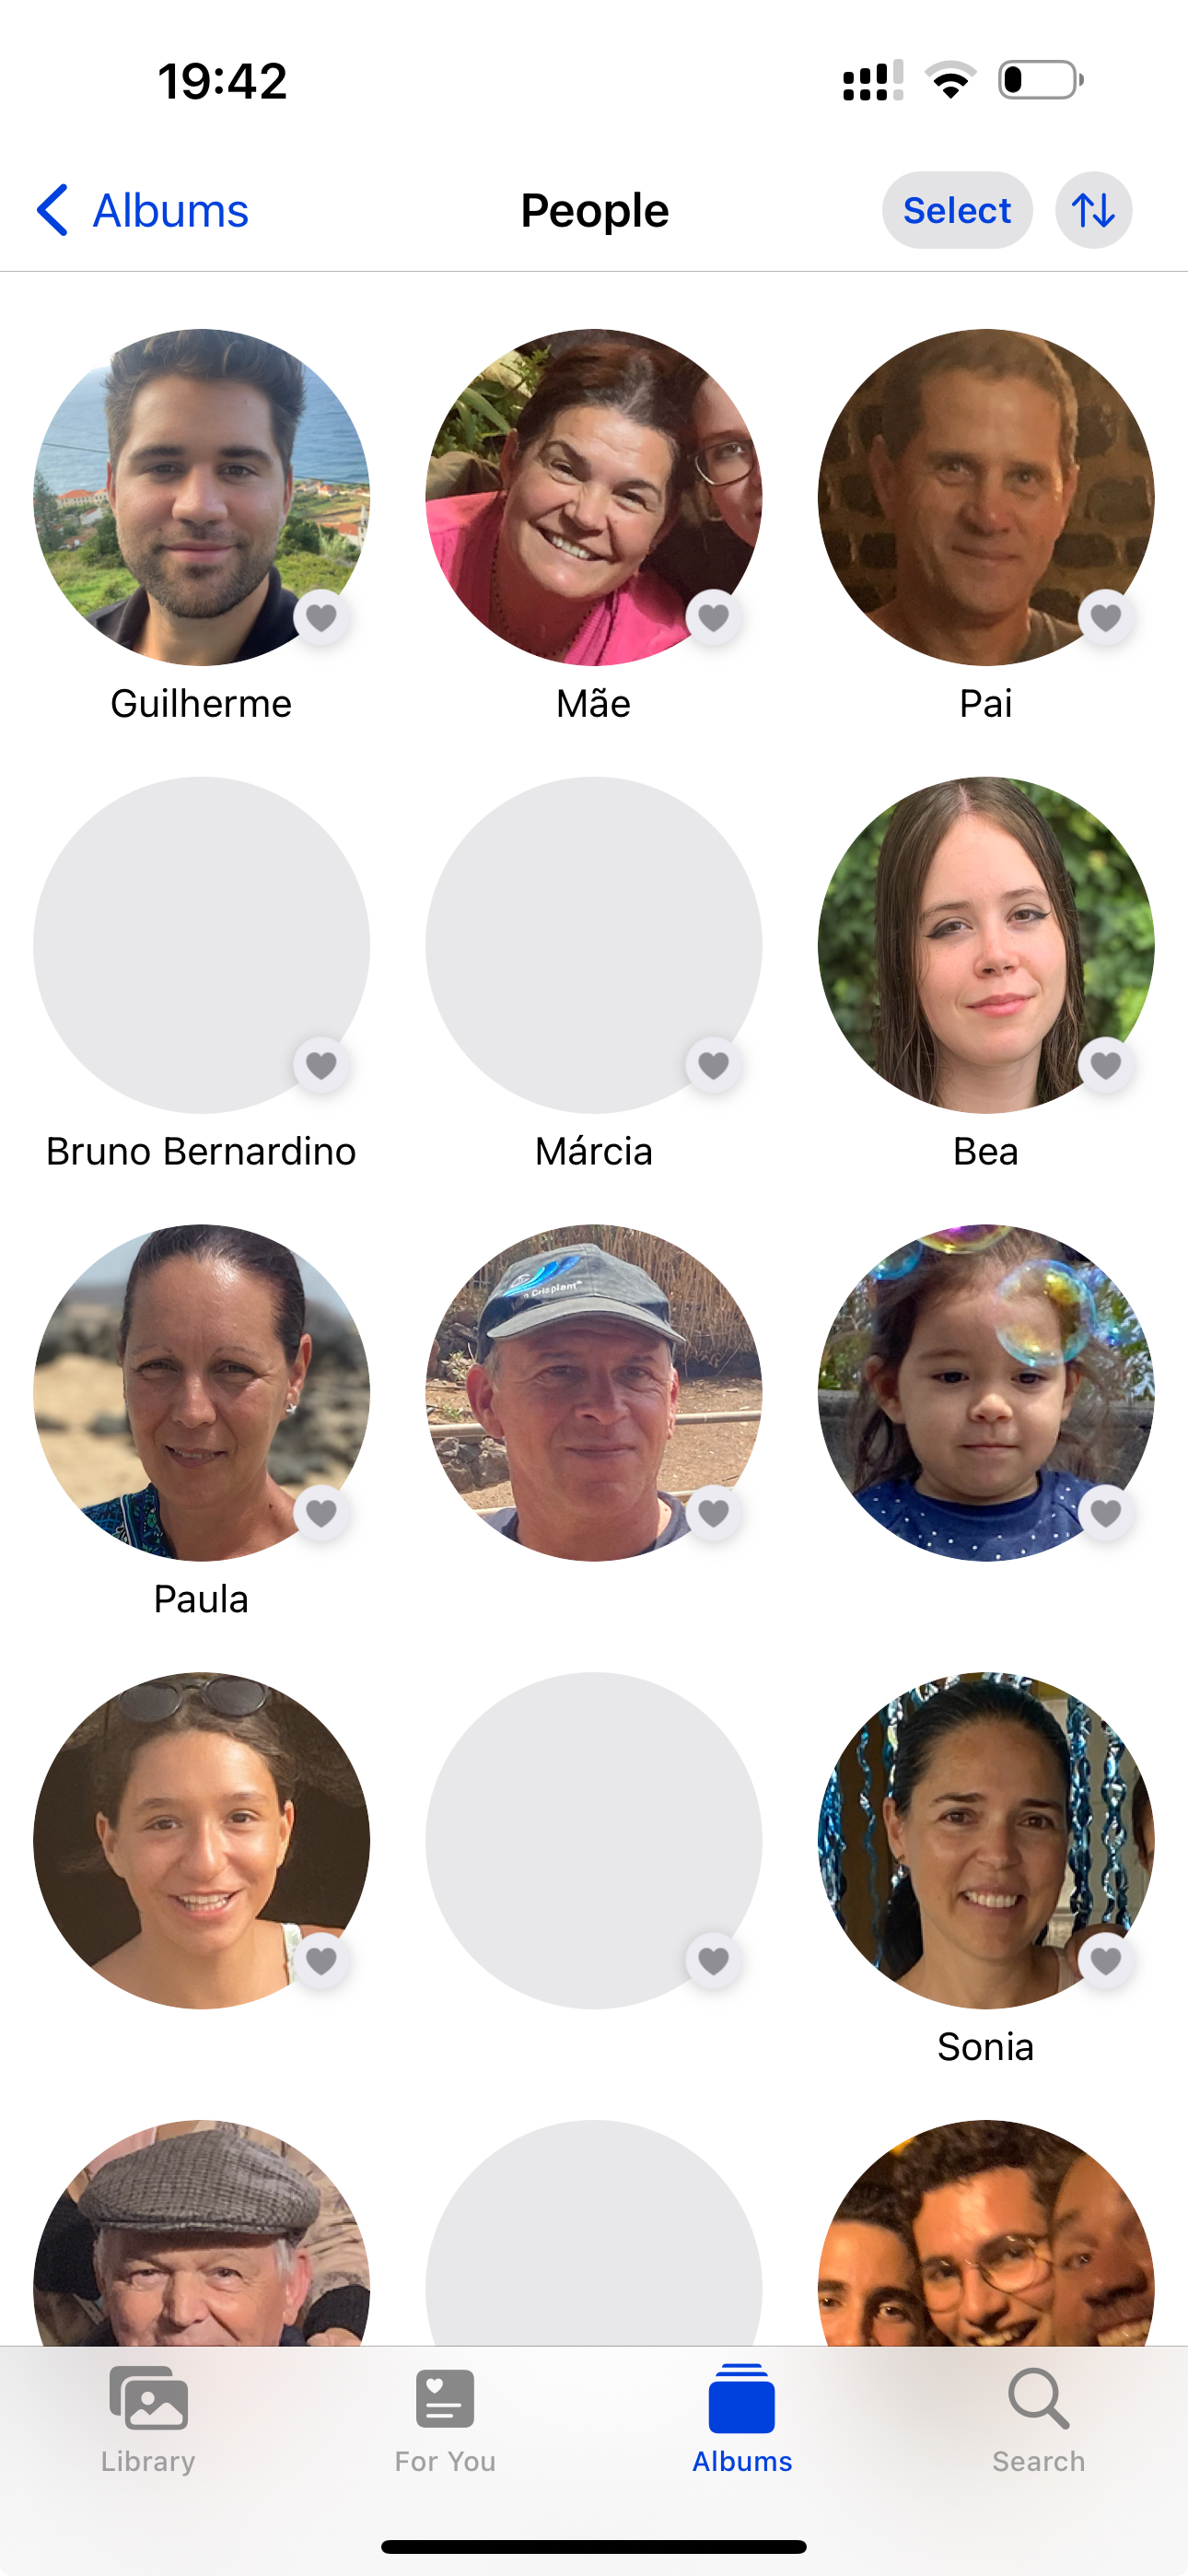 19:42
Albums
People
Select
Guilherme
Mãe
Pai
Bruno Bernardino
Márcia
Bea
Crisplant
Paula
Sonia
Library
For You
Albums
Search